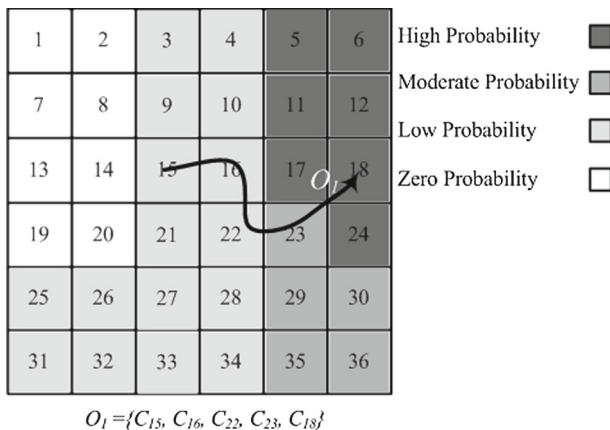 1 2 3 4 5 6
7 8 9 10 11 12
13 14 15 16 17 18
O1
19 20 21 22 23 24
25 26 27 28 29 30
31 32 33 34 35 36
High Probability
Moderate Probability
Low Probability
Zero Probability
O1 ={C15, C16, C22, C23, C18}